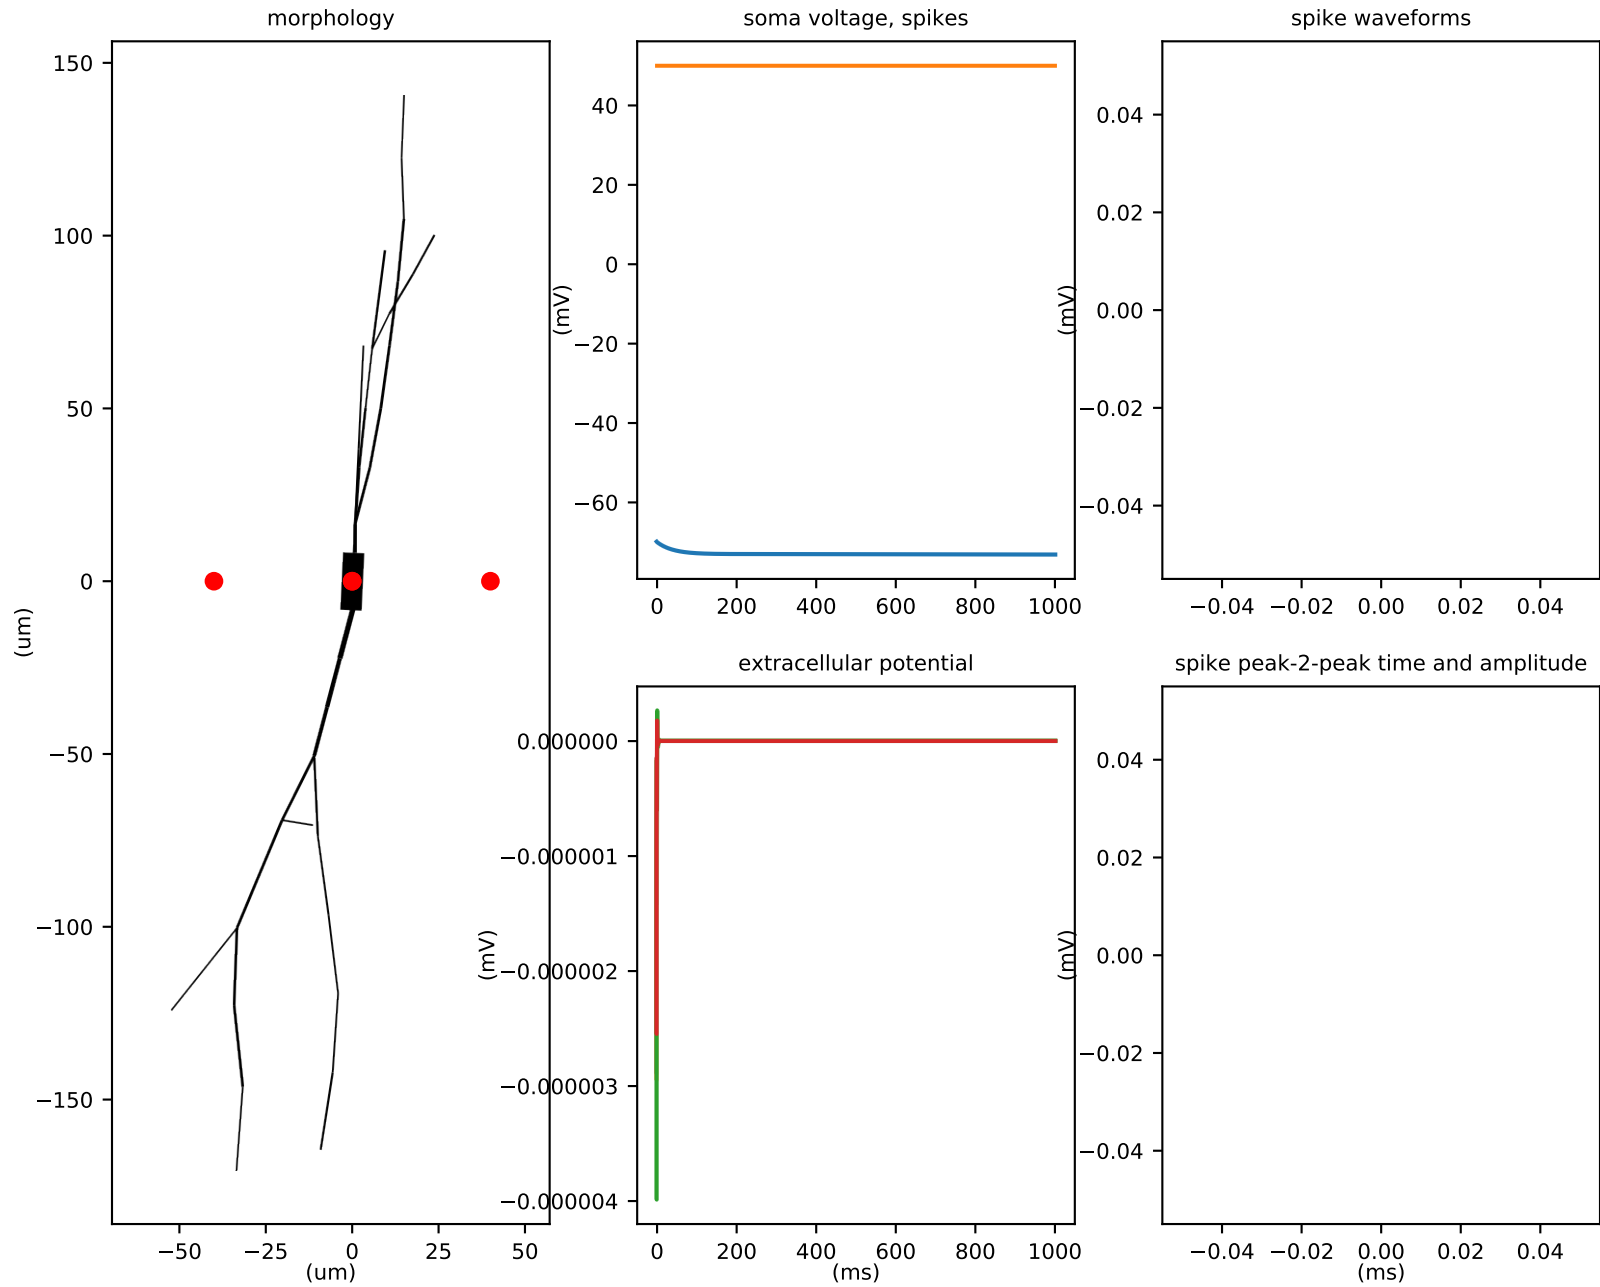 morphology
150
100
50
0
−50
−100
−150
(um)
−50 −25 0 25 50
(um)
soma voltage, spikes
40
20
0
−20
−40
−60
(mV)
0 200 400 600 800 1000
spike waveforms
0.04
0.02
0.00
−0.02
−0.04
(mV)
−0.04 −0.02 0.00 0.02 0.04
extracellular potential
0.000000
−0.000001
−0.000002
−0.000003
−0.000004
(mV)
0 200 400 600 800 1000
(ms)
spike peak-2-peak time and amplitude
0.04
0.02
0.00
−0.02
−0.04
(mV)
−0.04 −0.02 0.00 0.02 0.04
(ms)